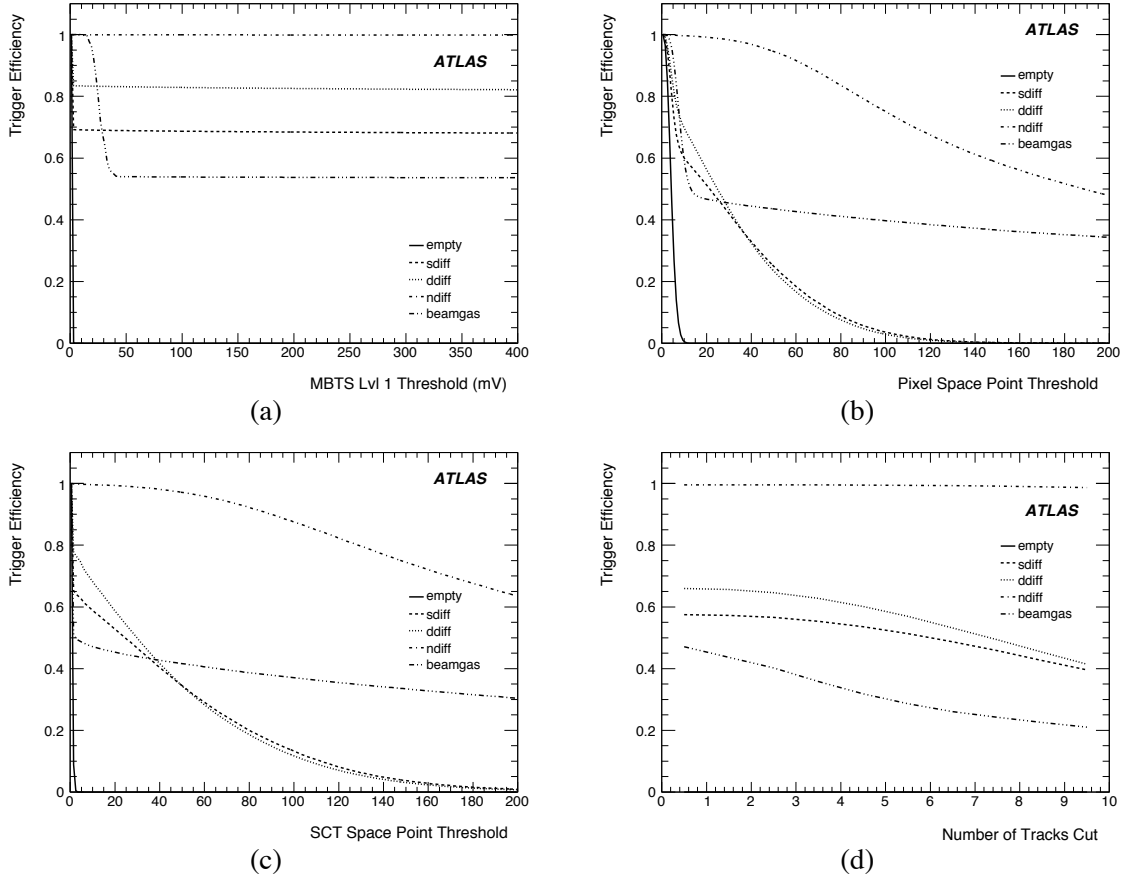 Trigger Efficiency
1
0.8
0.6
0.4
0.2
0
ATLAS
empty
sdiff
ddiff
ndiff
beamgas
0 50 100 150 200 250 300 350 400
MBTS Lvl 1 Threshold (mV)
(a)
Trigger Efficiency
1
0.8
0.6
0.4
0.2
0
ATLAS
empty
sdiff
ddiff
ndiff
beamgas
0 20 40 60 80 100 120 140 160 180 200
Pixel Space Point Threshold
(b)
Trigger Efficiency
1
0.8
0.6
0.4
0.2
0
ATLAS
empty
sdiff
ddiff
ndiff
beamgas
0 20 40 60 80 100 120 140 160 180 200
SCT Space Point Threshold
(c)
Trigger Efficiency
1
0.8
0.6
0.4
0.2
0
ATLAS
empty
sdiff
ddiff
ndiff
beamgas
0 1 2 3 4 5 6 7 8 9 10
Number of Tracks Cut
(d)